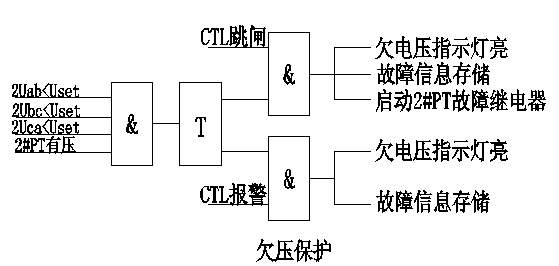 CTL跳闸
欠电压指示灯亮
&
故障信息存储
启动2#PT故障继电器
2Uab<Uset
2Ubc<Uset
2Uca<Uset
2#PT有压
&
T
欠电压指示灯亮
&
CTL报警
故障信息存储
欠压保护